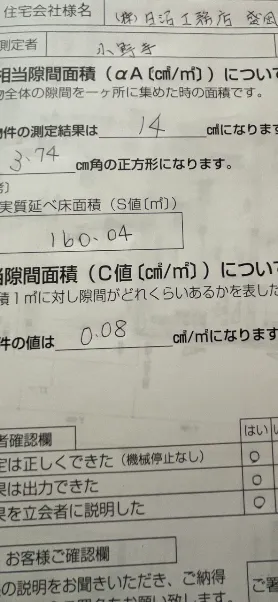 住宅会社様名 (株)日沼工務店 盛岡
測定者 小野寺
相当隙間面積(αA〔c㎡/㎡〕)につい
物全体の隙間を一ヶ所に集めた時の面積です。
物件の測定結果は 14 c㎡になります
3.74 cm角の正方形になります。
考〕
実質延べ床面積(S値〔㎡〕)
160.04
当隙間面積(C値〔c㎡/㎡〕)につい
積1㎡に対し隙間がどれくらいあるかを表した
件の値は 0.08 c㎡/㎡になります
者確認欄 はい い
定は正しくできた(機械停止なし) ○
果は出力できた ○
果を立会者に説明した ○
お客様ご確認欄
の説明をお聞きいただき、ご納得 ご署